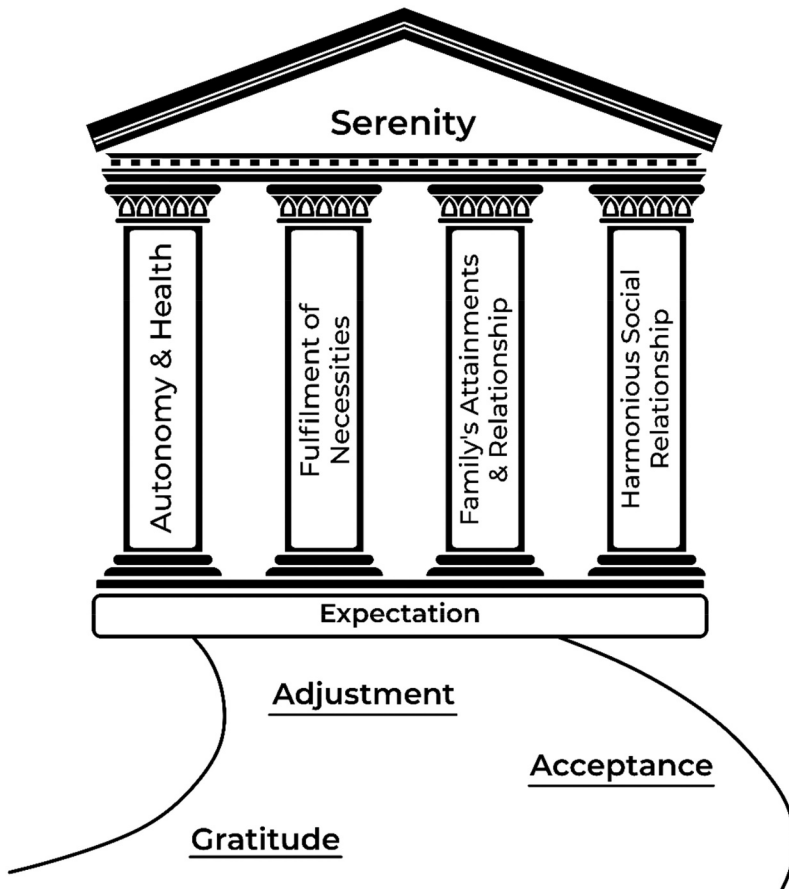 Serenity
Autonomy & Health
Fulfilment of
Necessities
Family's Attainments
& Relationship
Harmonious Social
Relationship
Expectation
Adjustment
Acceptance
Gratitude